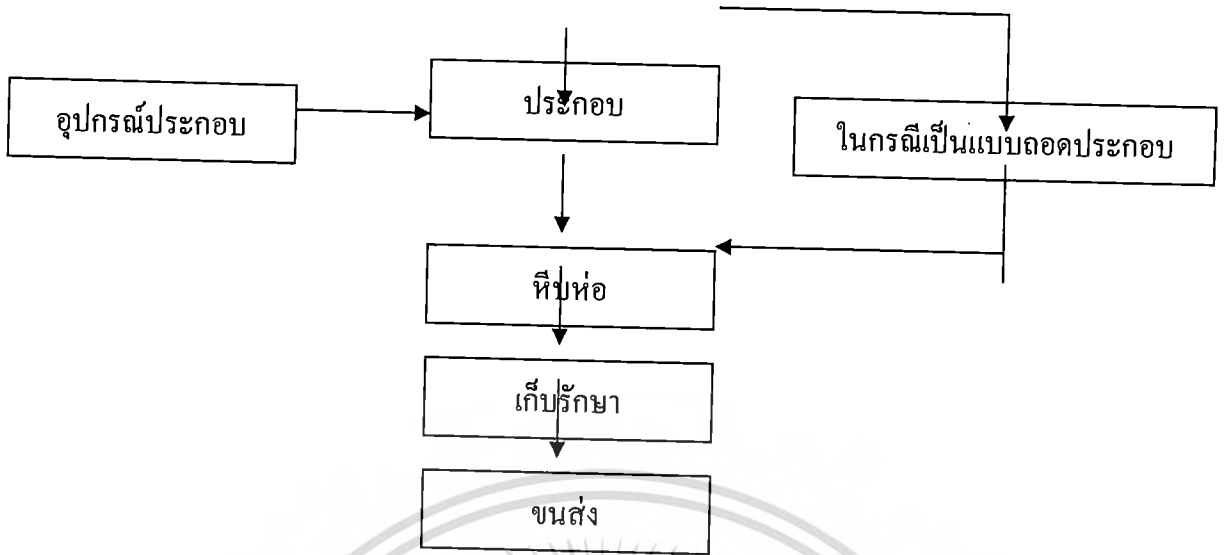 ประกอบ
อุปกรณ์ประกอบ
ในกรณีเป็นแบบถอดประกอบ
หีบห่อ
เก็บรักษา
ขนส่ง